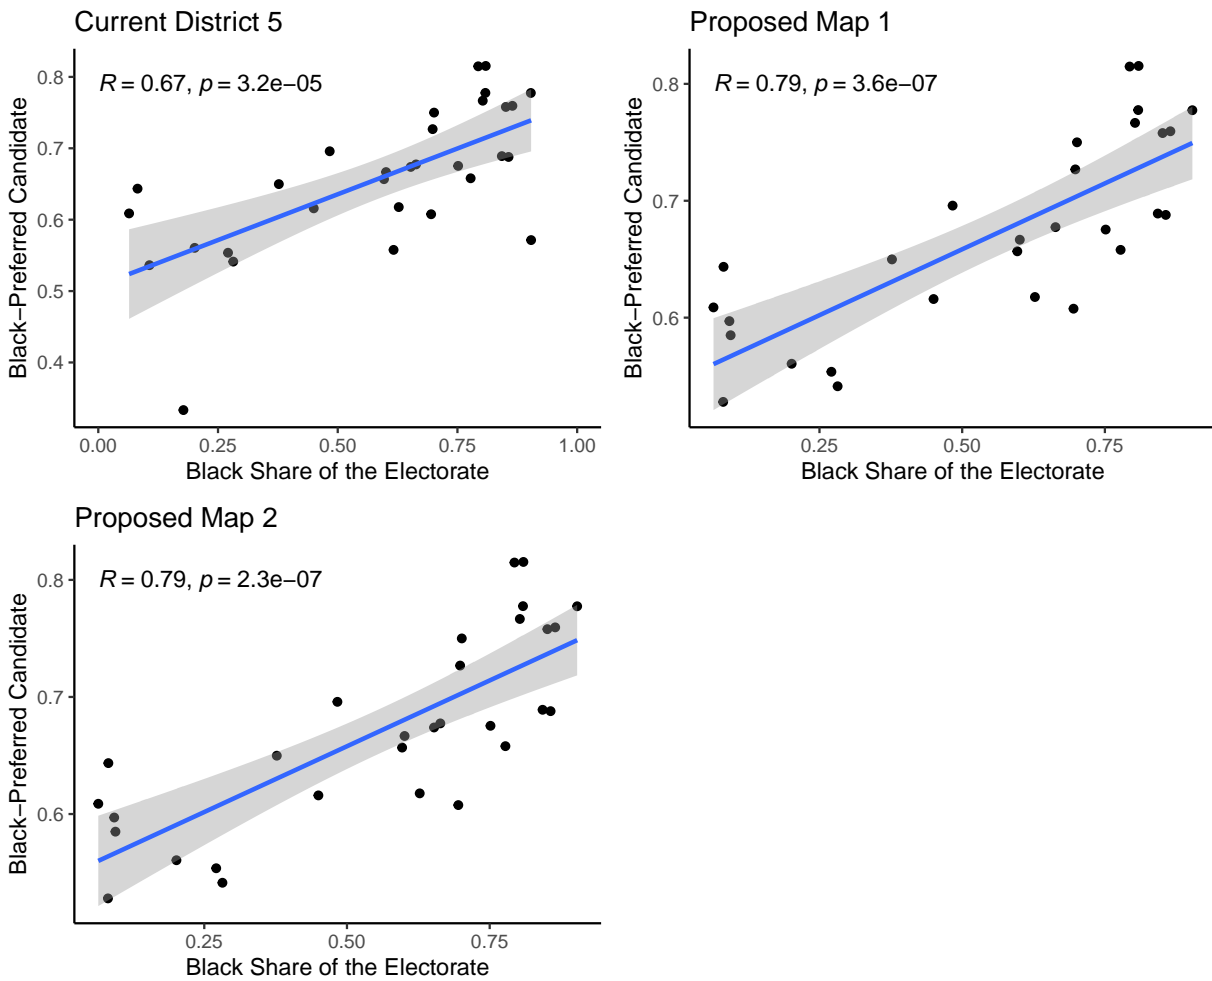 Current District 5
R = 0.67, p = 3.2e−05
0.8
0.7
0.6
0.5
0.4
0.00 0.25 0.50 0.75 1.00
Black Share of the Electorate
Black−Preferred Candidate
Proposed Map 1
R = 0.79, p = 3.6e−07
0.8
0.7
0.6
0.25 0.50 0.75
Black Share of the Electorate
Black−Preferred Candidate
Proposed Map 2
R = 0.79, p = 2.3e−07
0.8
0.7
0.6
0.25 0.50 0.75
Black Share of the Electorate
Black−Preferred Candidate